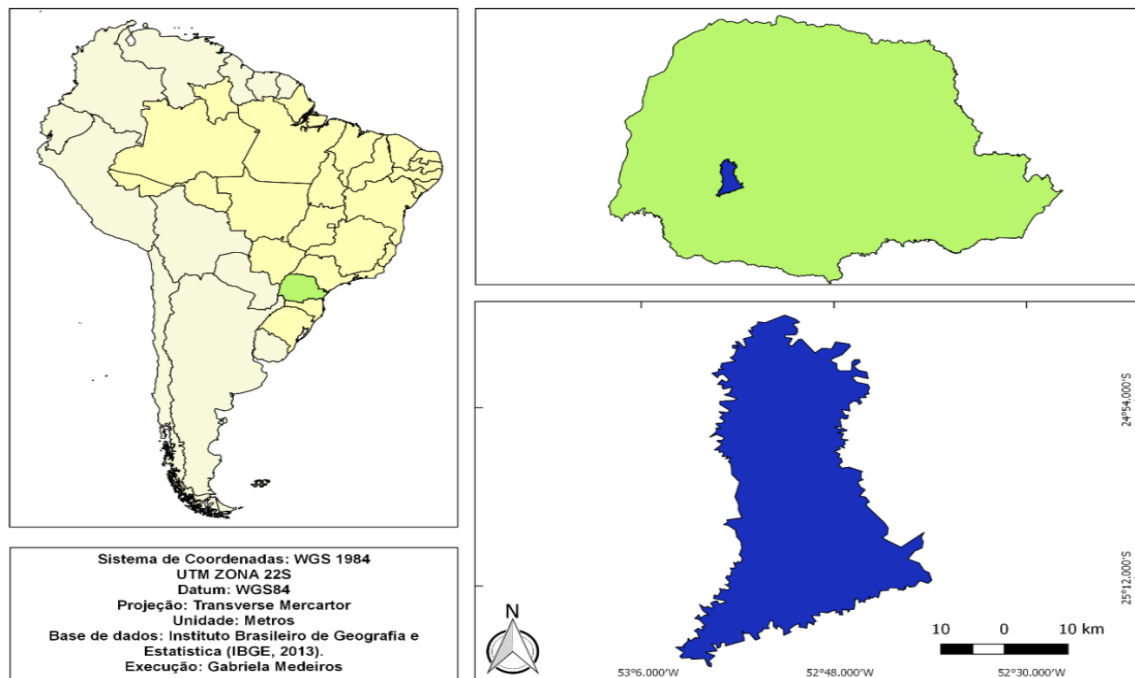 Sistema de Coordenadas: WGS 1984
UTM ZONA 22S
Datum: WGS84
Projeção: Transverse Mercartor
Unidade: Metros
Base de dados: Instituto Brasileiro de Geografia e
Estatística (IBGE, 2013).
Execução: Gabriela Medeiros
24°54.000'S
25°12.000'S
N
10 0 10 km
53°6.000'W 52°48.000'W 52°30.000'W